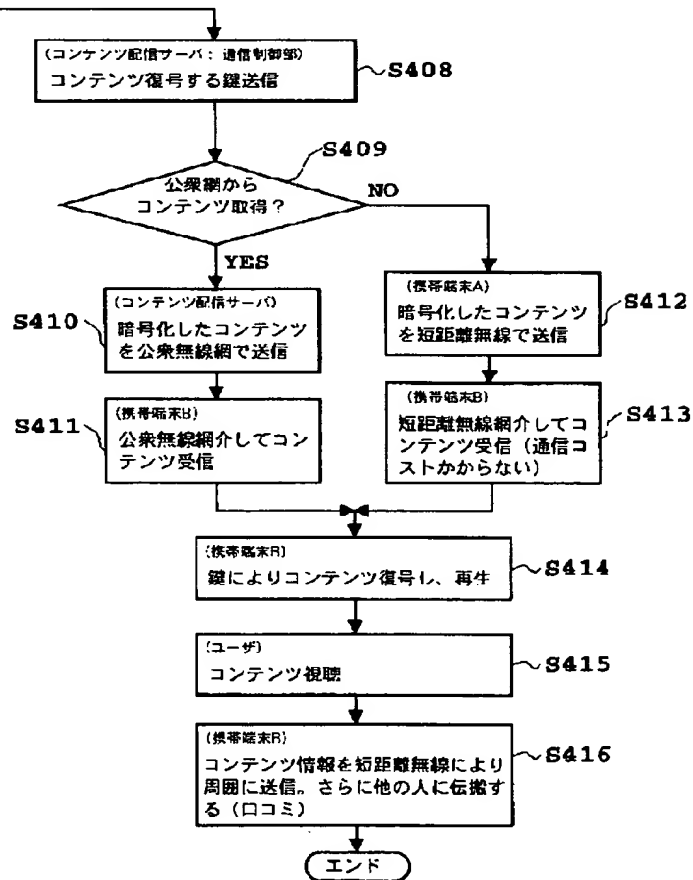 (コンテンツ配信サーバ：通信制御部)
コンテンツ復号する鍵送信
S408
S409
公衆網から
コンテンツ取得？
NO
YES
(コンテンツ配信サーバ)
暗号化したコンテンツ
を公衆無線網で送信
S410
(携帯端末A)
暗号化したコンテンツ
を短距離無線で送信
S412
(携帯端末B)
公衆無線網介してコン
テンツ受信
S411
(携帯端末B)
短距離無線網介してコ
ンテンツ受信（通信コ
ストかからない）
S413
(携帯端末B)
鍵によりコンテンツ復号し、再生
S414
(ユーザ)
コンテンツ視聴
S415
(携帯端末B)
コンテンツ情報を短距離無線により
周囲に送信。さらに他の人に伝搬す
る（口コミ）
S416
エンド